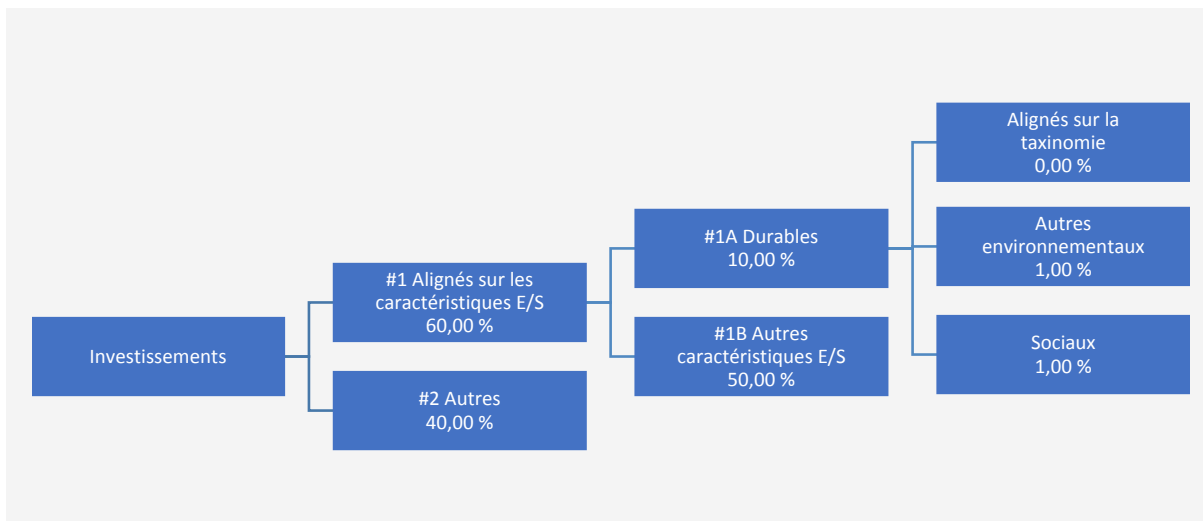 Investissements
#1 Alignés sur les
caractéristiques E/S
60,00 %
#2 Autres
40,00 %
#1A Durables
10,00 %
#1B Autres
caractéristiques E/S
50,00 %
Alignés sur la
taxinomie
0,00 %
Autres
environnementaux
1,00 %
Sociaux
1,00 %